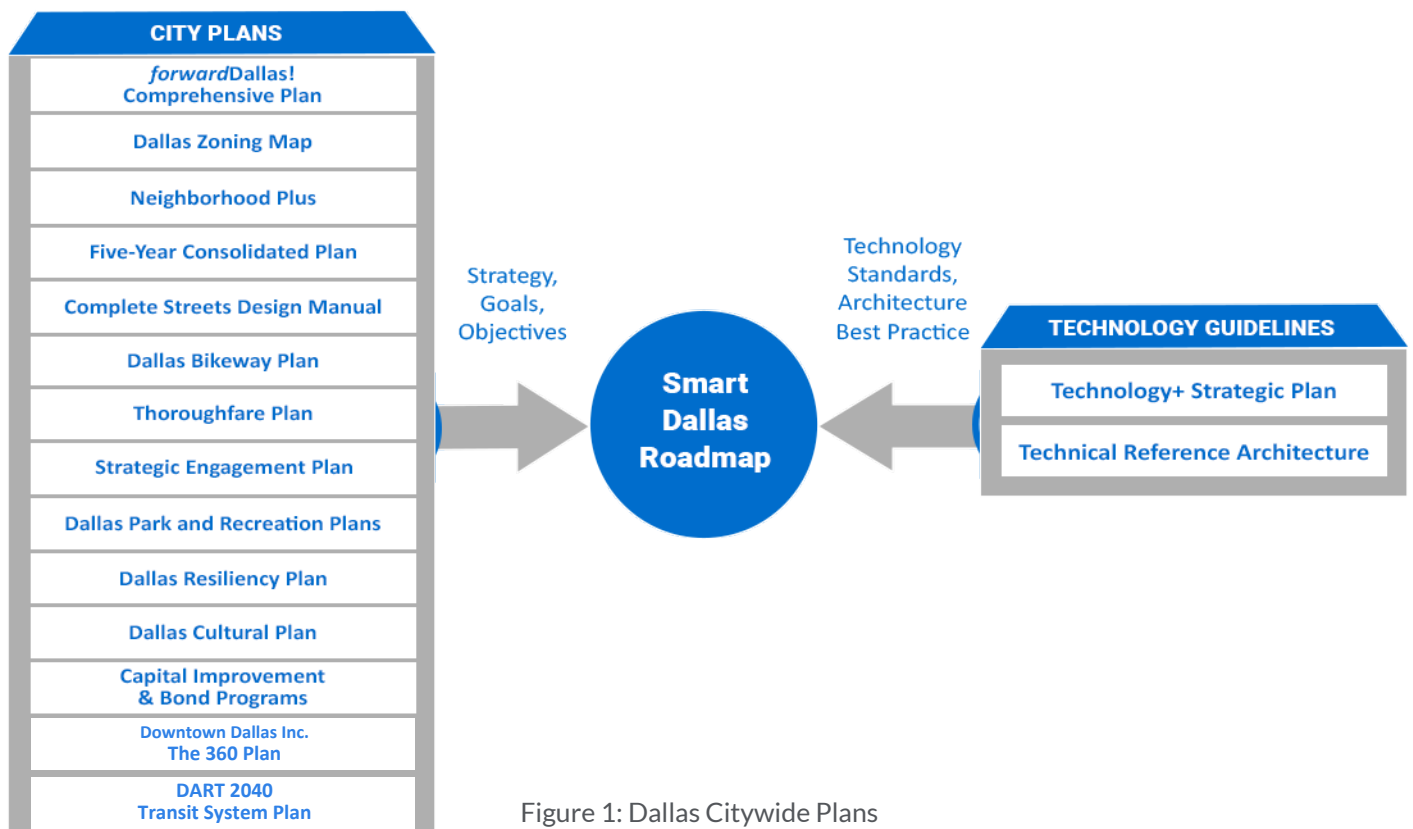 CITY PLANS
forwardDallas!
Comprehensive Plan
Dallas Zoning Map
Neighborhood Plus
Five-Year Consolidated Plan
Complete Streets Design Manual
Dallas Bikeway Plan
Thoroughfare Plan
Strategic Engagement Plan
Dallas Park and Recreation Plans
Dallas Resiliency Plan
Dallas Cultural Plan
Capital Improvement
& Bond Programs
Downtown Dallas Inc.
The 360 Plan
DART 2040
Transit System Plan
Strategy,
Goals,
Objectives
Smart
Dallas
Roadmap
Technology
Standards,
Architecture
Best Practice
TECHNOLOGY GUIDELINES
Technology+ Strategic Plan
Technical Reference Architecture
Figure 1: Dallas Citywide Plans